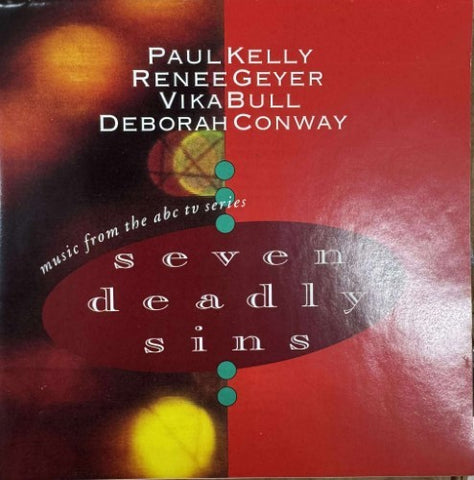 PAUL KELLY
RENEE GEYER
VIKA BULL
DEBORAH CONWAY
music from the abc tv series
seven
deadly
sins